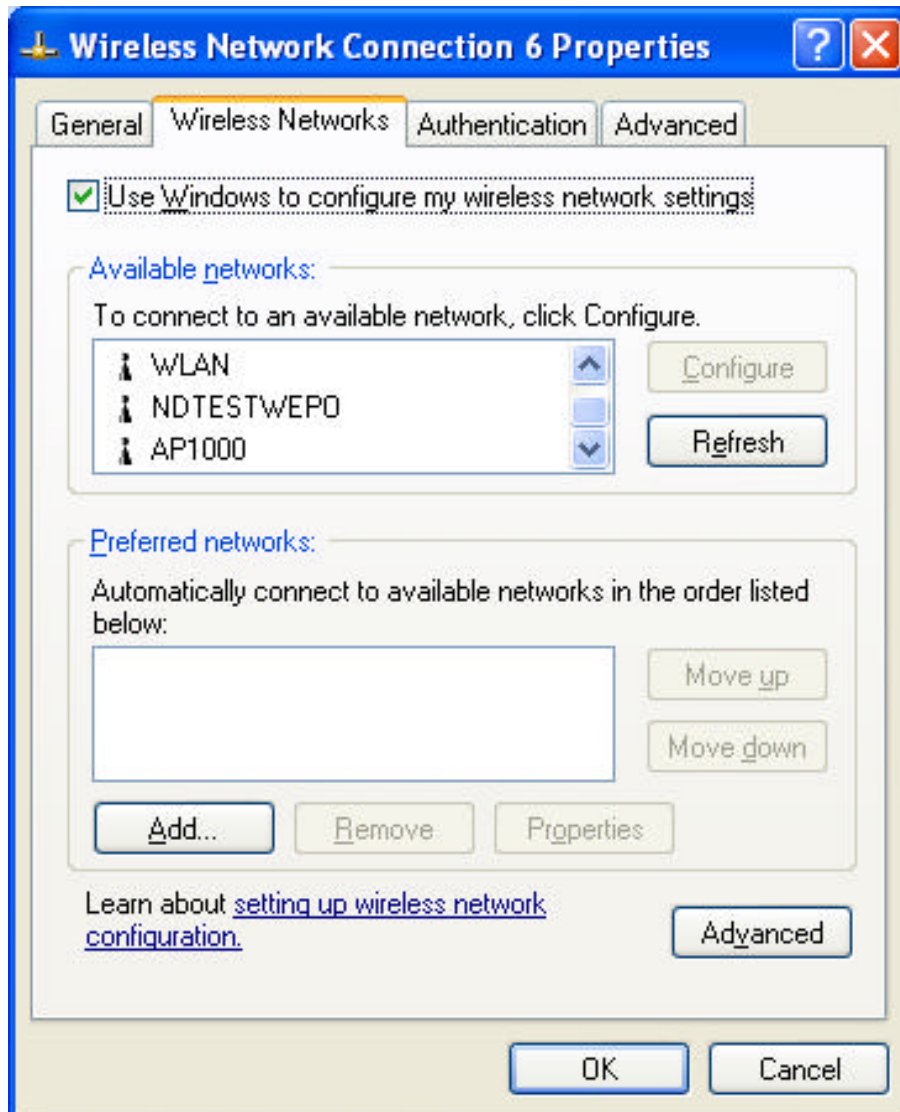 Wireless Network Connection 6 Properties
General
Wireless Networks
Authentication
Advanced
Use Windows to configure my wireless network settings
Available networks:
To connect to an available network, click Configure.
WLAN
NDTESTWEP0
AP1000
Configure
Refresh
Preferred networks:
Automatically connect to available networks in the order listed
below:
Move up
Move down
Add...
Remove
Properties
Learn about setting up wireless network
configuration.
Advanced
OK
Cancel